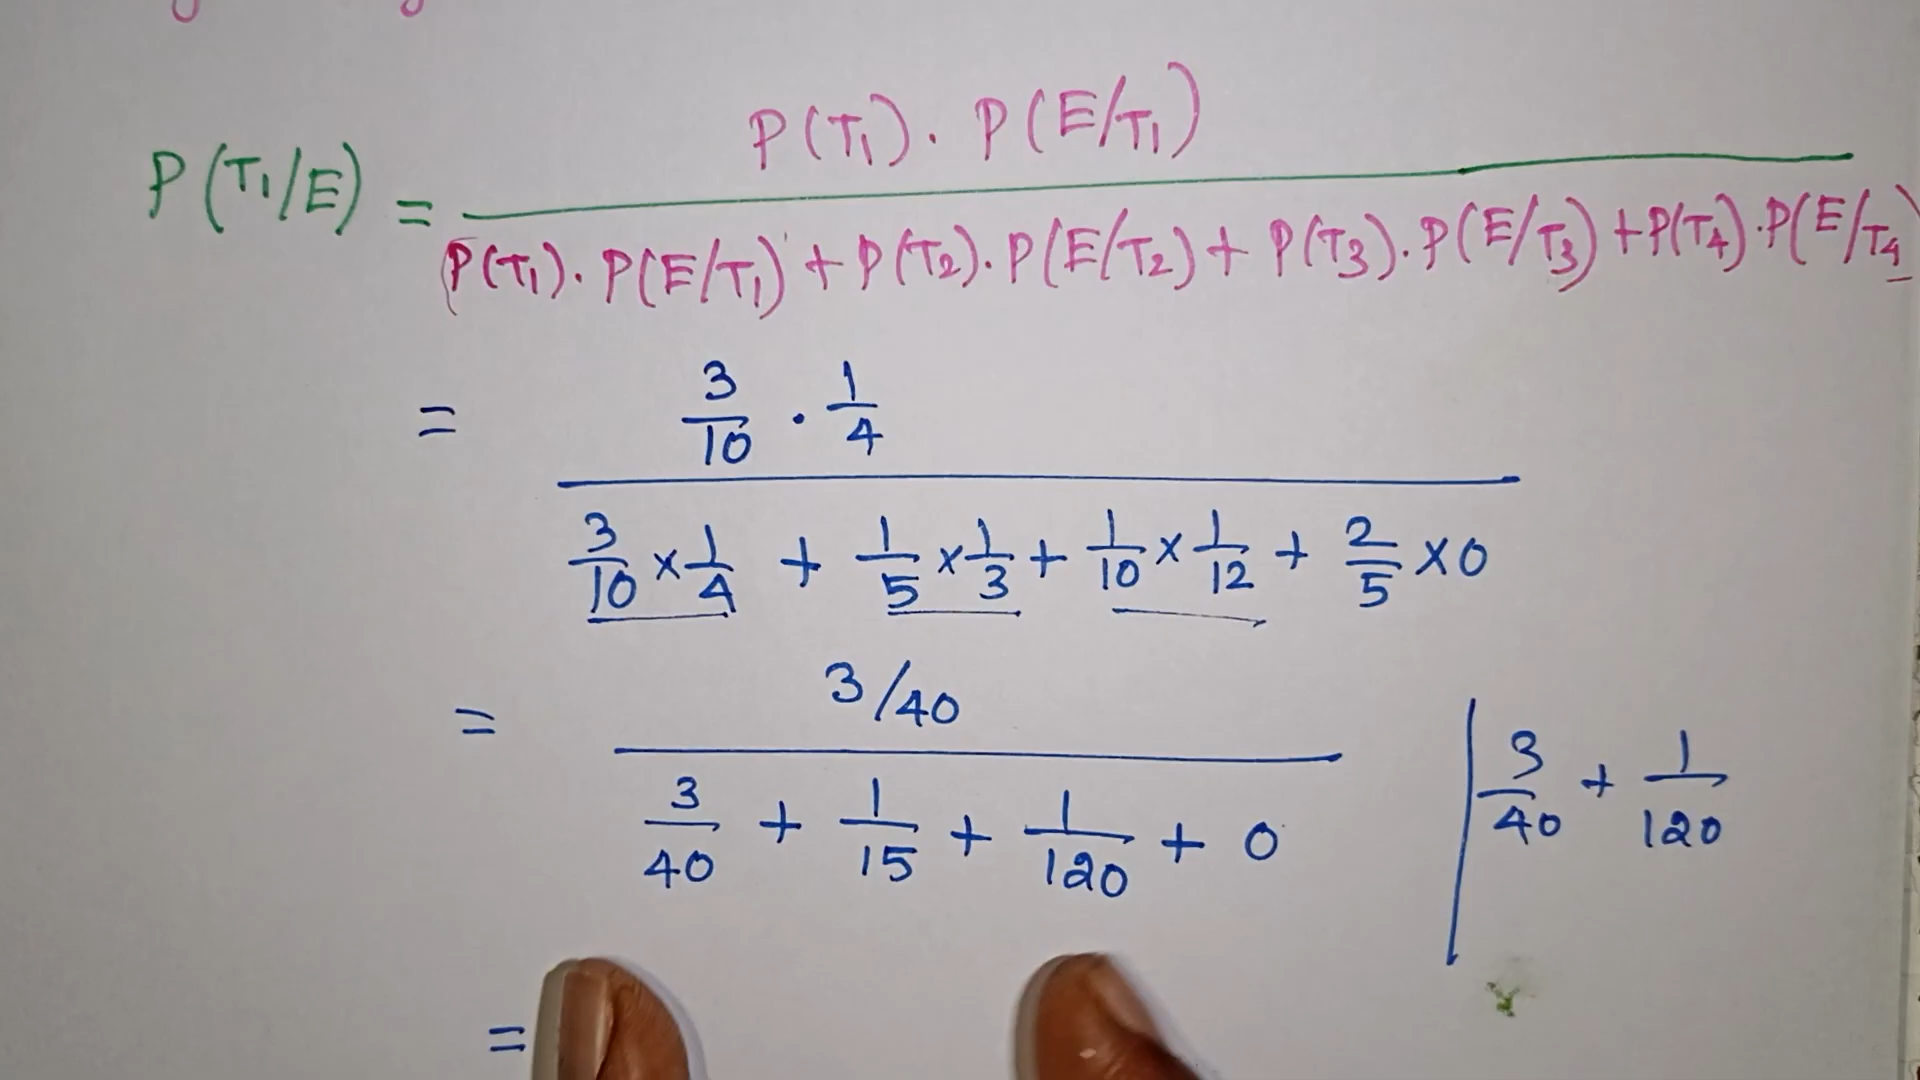 P(T₁). P(E/T₁)
P(T₁/E) =
P(T₁). P(E/T₁) + P(T₂). P(E/T₂) + P(T₃). P(E/T₃) + P(T₄). P(E/T₄)
= 3/10 . 1/4
3/10 × 1/4 + 1/5 × 1/3 + 1/10 × 1/12 + 2/5 × 0
= 3/40
3/40 + 1/15 + 1/120 + 0
3/40 + 1/120
=